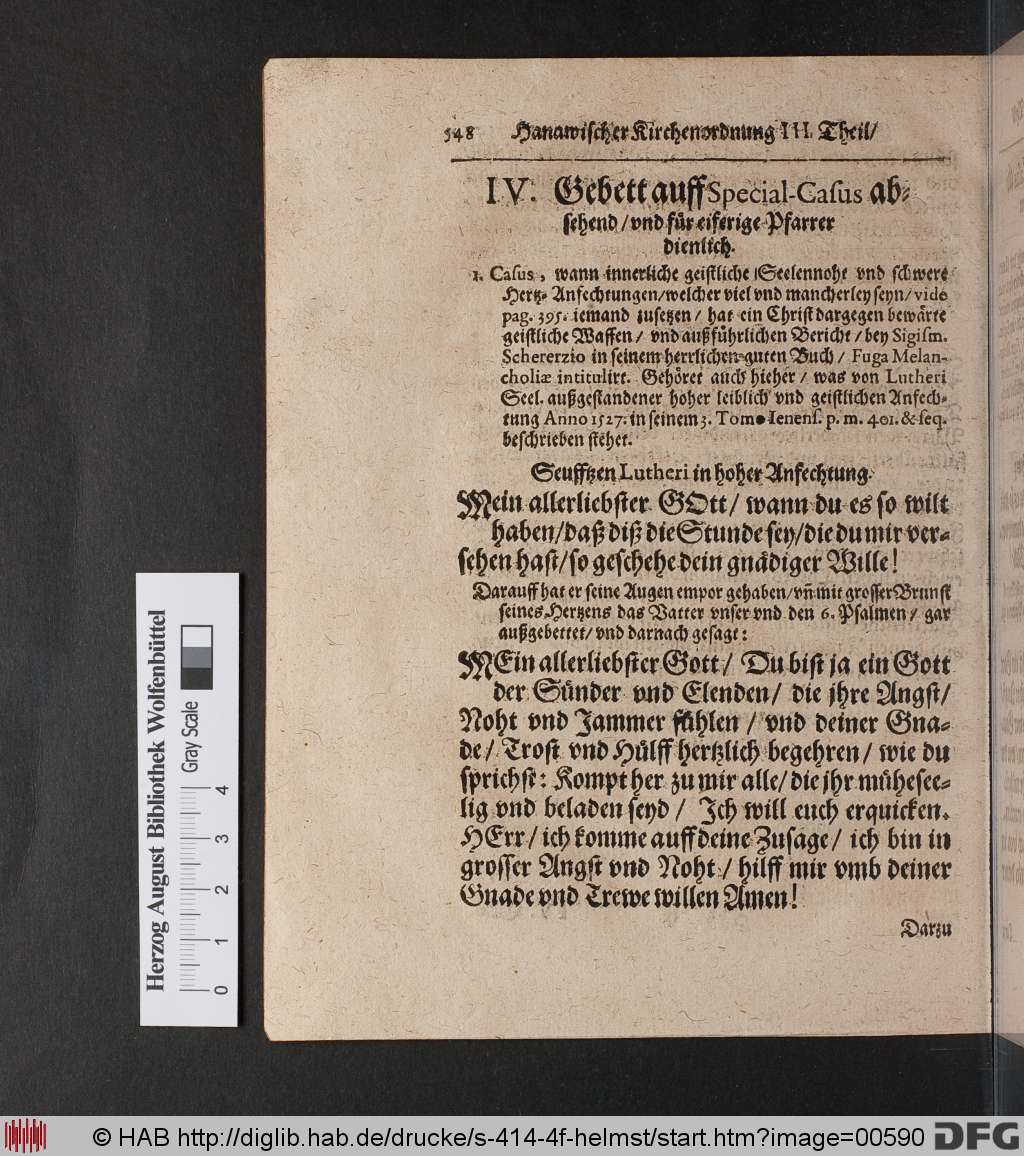 548 Hanawischer Kirchenordnung III. Theil/
IV. Gebett auff Special-Casus ab-
sehend/vnd für eiferige Pfarrer
dienlich.
1. Casus, wann innerliche geistliche Seelennoht vnd schwere
Hertz-Anfechtungen/welcher viel vnd mancherley seyn/vide
pag. 395. iemand zusetzen/ hat ein Christ dargegen bewärte
geistliche Waffen/ vnd außführlichen Bericht/bey Sigism.
Schererzio in seinem herrlichen-guten Buch/ Fuga Melan-
choliæ intitulirt. Gehöret auch hieher/ was von Lutheri
Seel. außgestandener hoher leiblich vnd geistlichen Anfech-
tung Anno 1527. in seinem 3. Tomo Ienens. p. m. 401. & seq.
beschrieben stehet.
Seufftzen Lutheri in hoher Anfechtung.
Mein allerliebster GOtt/ wann du es so wilt
haben/daß diß die Stunde sey/die du mir ver-
sehen hast/so geschehe dein gnädiger Wille!
Darauff hat er seine Augen empor gehaben/vñ mit grosser Brunst
seines Hertzens das Vatter vnser vnd den 6. Psalmen/ gar
außgebettet/vnd darnach gesagt:
MEin allerliebster Gott/ Du bist ja ein Gott
der Sünder vnd Elenden/ die jhre Angst/
Noht vnd Jammer fühlen/ vnd deiner Gna-
de/ Trost vnd Hülff hertzlich begehren/ wie du
sprichst: Kompt her zu mir alle/die jhr mühesee-
lig vnd beladen seyd/ Ich will euch erquicken.
HErr/ ich komme auff deine Zusage/ ich bin in
grosser Angst vnd Noht/ hilff mir vmb deiner
Gnade vnd Trewe willen Amen!
Darzu
Herzog August Bibliothek Wolfenbüttel
Gray Scale
0 1 2 3 4
© HAB http://diglib.hab.de/drucke/s-414-4f-helmst/start.htm?image=00590 DFG